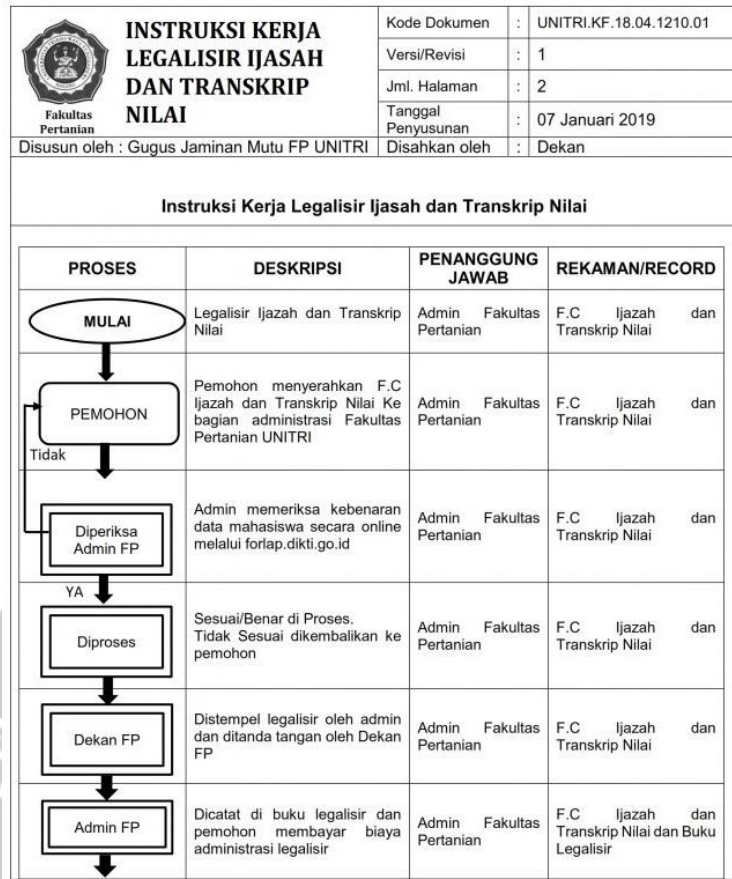 INSTRUKSI KERJA
LEGALISIR IJASAH
DAN TRANSKRIP
NILAI
Fakultas
Pertanian
Kode Dokumen : UNITRI.KF.18.04.1210.01
Versi/Revisi : 1
Jml. Halaman : 2
Tanggal
Penyusunan : 07 Januari 2019
Disusun oleh : Gugus Jaminan Mutu FP UNITRI
Disahkan oleh : Dekan
Instruksi Kerja Legalisir Ijasah dan Transkrip Nilai
PROSES
DESKRIPSI
PENANGGUNG
JAWAB
REKAMAN/RECORD
MULAI
Legalisir Ijazah dan Transkrip
Nilai
Admin Fakultas
Pertanian
F.C Ijazah dan
Transkrip Nilai
PEMOHON
Tidak
Pemohon menyerahkan F.C
Ijazah dan Transkrip Nilai Ke
bagian administrasi Fakultas
Pertanian UNITRI
Admin Fakultas
Pertanian
F.C Ijazah dan
Transkrip Nilai
Diperiksa
Admin FP
YA
Admin memeriksa kebenaran
data mahasiswa secara online
melalui forlap.dikti.go.id
Admin Fakultas
Pertanian
F.C Ijazah dan
Transkrip Nilai
Diproses
Sesuai/Benar di Proses.
Tidak Sesuai dikembalikan ke
pemohon
Admin Fakultas
Pertanian
F.C Ijazah dan
Transkrip Nilai
Dekan FP
Distempel legalisir oleh admin
dan ditanda tangan oleh Dekan
FP
Admin Fakultas
Pertanian
F.C Ijazah dan
Transkrip Nilai
Admin FP
Dicatat di buku legalisir dan
pemohon membayar biaya
administrasi legalisir
Admin Fakultas
Pertanian
F.C Ijazah dan
Transkrip Nilai dan Buku
Legalisir